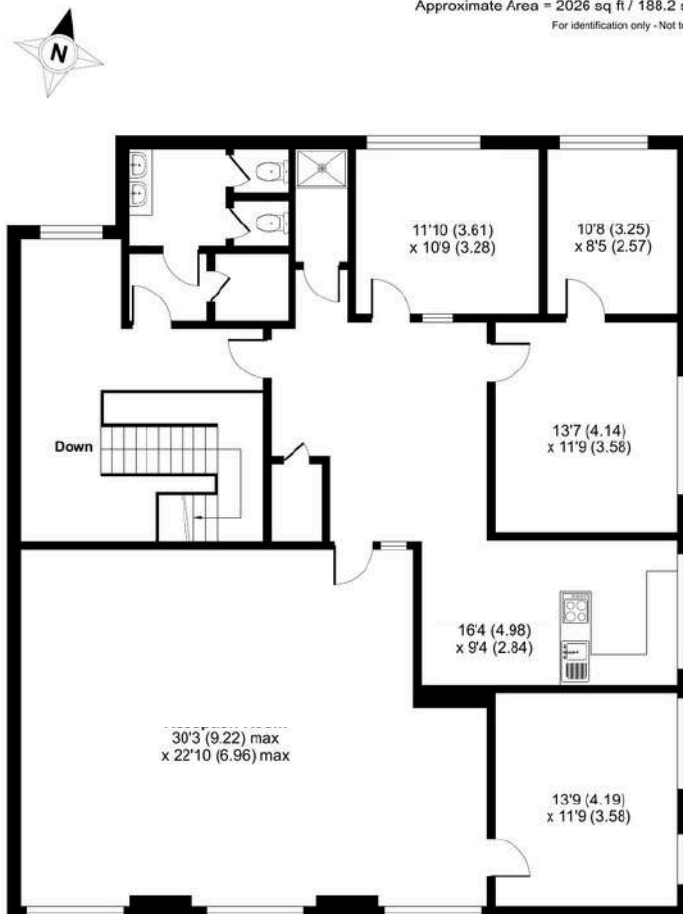 Approximate Area = 2026 sq ft / 188.2 s
For identification only - Not to
N
11'10 (3.61)
x 10'9 (3.28)
10'8 (3.25)
x 8'5 (2.57)
Down
13'7 (4.14)
x 11'9 (3.58)
16'4 (4.98)
x 9'4 (2.84)
30'3 (9.22) max
x 22'10 (6.96) max
13'9 (4.19)
x 11'9 (3.58)